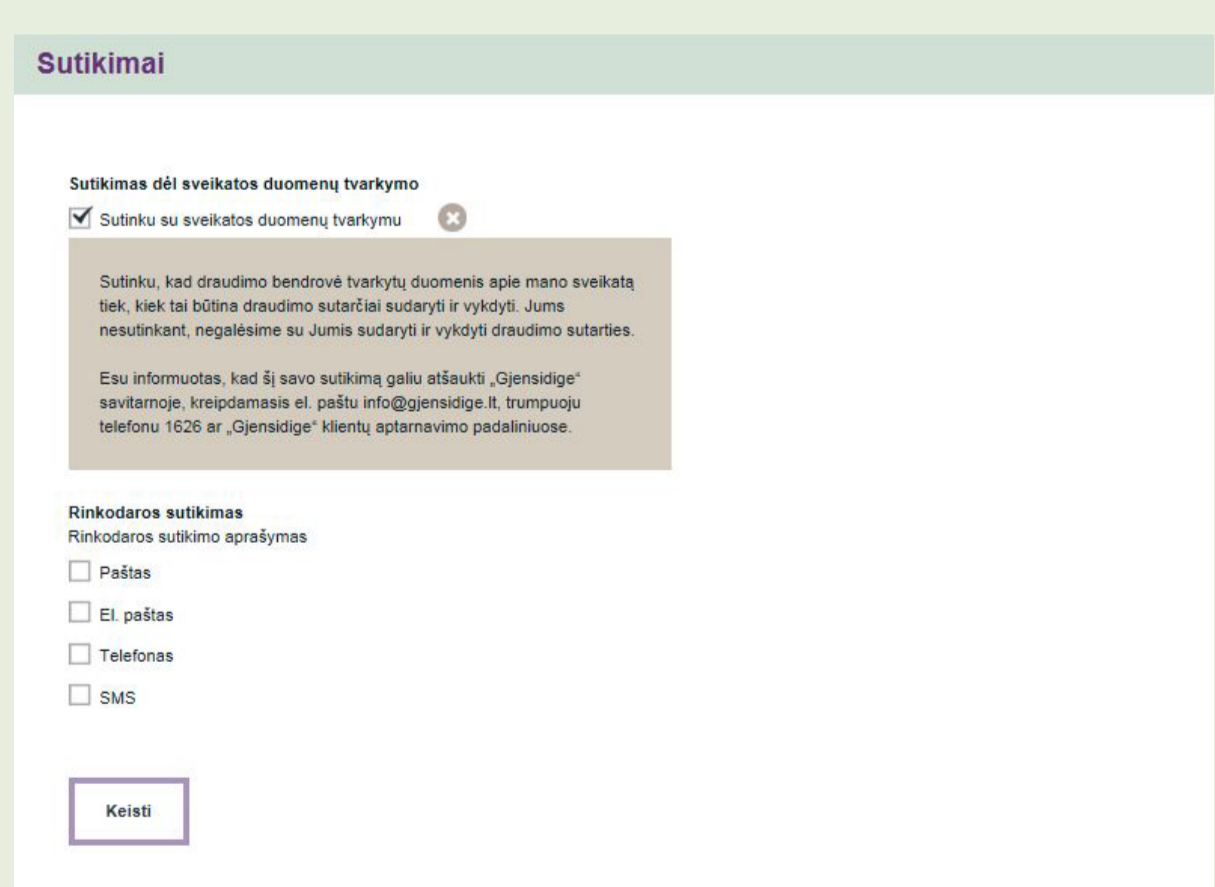 Sutikimai
Sutikimas dėl sveikatos duomenų tvarkymo
Sutinku su sveikatos duomenų tvarkymu
Sutinku, kad draudimo bendrovė tvarkytų duomenis apie mano sveikatą
tiek, kiek tai būtina draudimo sutarčiai sudaryti ir vykdyti. Jums
nesutinkant, negalėsime su Jumis sudaryti ir vykdyti draudimo sutarties.
Esu informuotas, kad šį savo sutikimą galiu atšaukti „Gjensidige“
savitarnoje, kreipdamasis el. paštu info@gjensidige.lt, trumpuoju
telefonu 1626 ar „Gjensidige“ klientų aptarnavimo padaliniuose.
Rinkodaros sutikimas
Rinkodaros sutikimo aprašymas
Paštas
El. paštas
Telefonas
SMS
Keisti